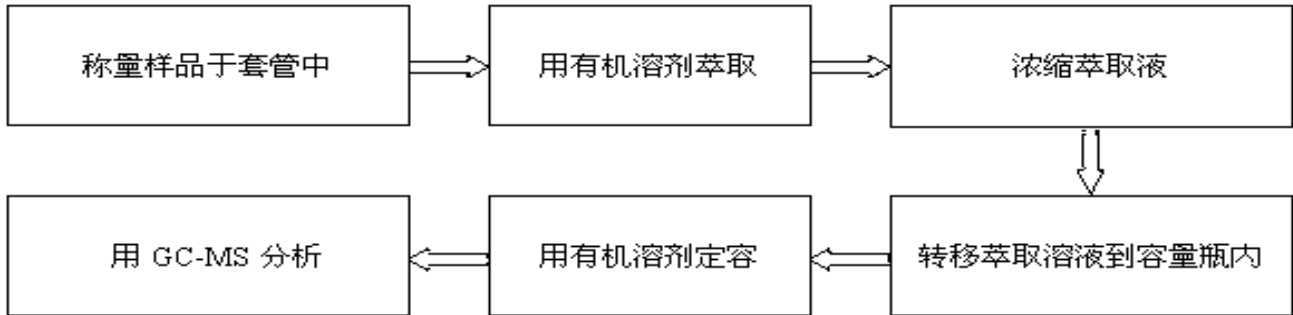 称量样品于套管中
用有机溶剂萃取
浓缩萃取液
转移萃取溶液到容量瓶内
用有机溶剂定容
用 GC-MS 分析